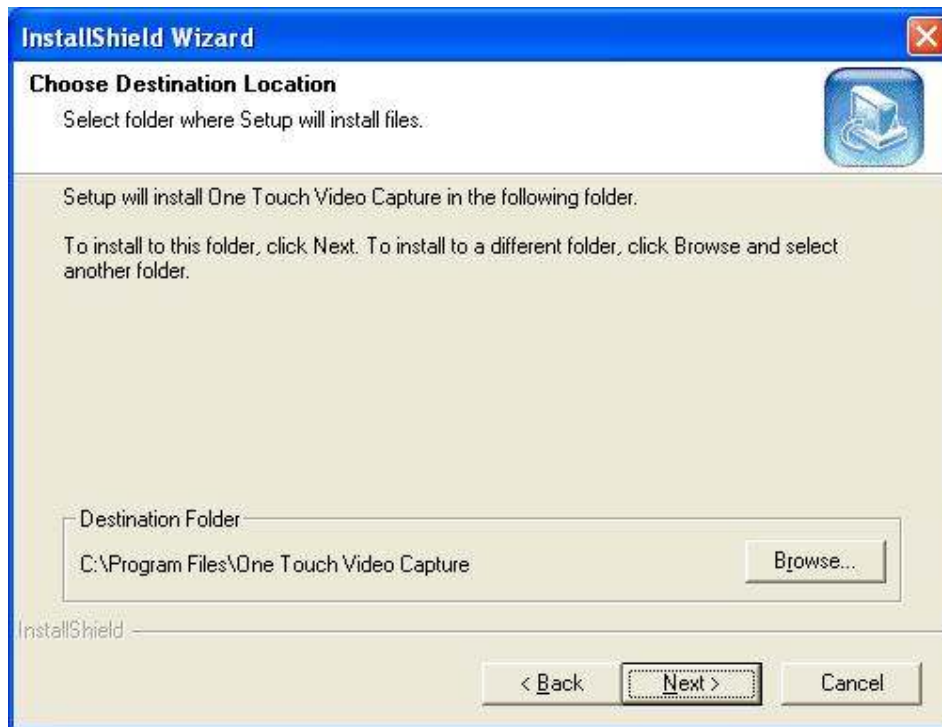 InstallShield Wizard
Choose Destination Location
Select folder where Setup will install files.
Setup will install One Touch Video Capture in the following folder.
To install to this folder, click Next. To install to a different folder, click Browse and select
another folder.
Destination Folder
C:\Program Files\One Touch Video Capture
Browse...
InstallShield
< Back
Next >
Cancel